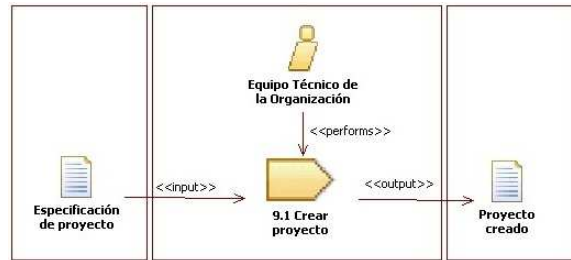 Equipo Técnico de
la Organización
<<performs>>
<<input>>
<<output>>
Especificación
de proyecto
9.1 Crear
proyecto
Proyecto
creado